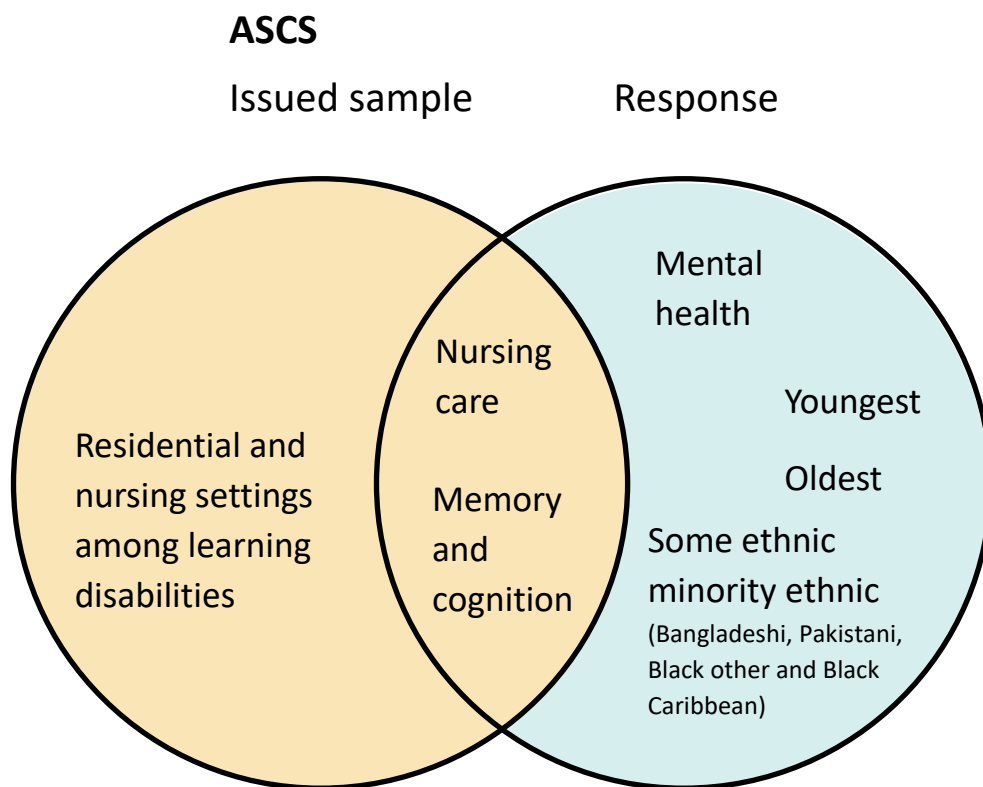 ASCS
Issued sample
Response
Residential and
nursing settings
among learning
disabilities
Nursing
care
Memory
and
cognition
Mental
health
Youngest
Oldest
Some ethnic
minority ethnic
(Bangladeshi, Pakistani,
Black other and Black
Caribbean)